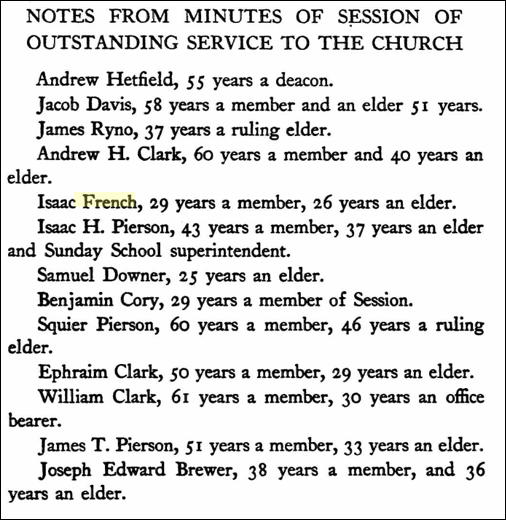 NOTES FROM MINUTES OF SESSION OF
OUTSTANDING SERVICE TO THE CHURCH
Andrew Hetfield, 55 years a deacon.
Jacob Davis, 58 years a member and an elder 51 years.
James Ryno, 37 years a ruling elder.
Andrew H. Clark, 60 years a member and 40 years an
elder.
Isaac French, 29 years a member, 26 years an elder.
Isaac H. Pierson, 43 years a member, 37 years an elder
and Sunday School superintendent.
Samuel Downer, 25 years an elder.
Benjamin Cory, 29 years a member of Session.
Squier Pierson, 60 years a member, 46 years a ruling
elder.
Ephraim Clark, 50 years a member, 29 years an elder.
William Clark, 61 years a member, 30 years an office
bearer.
James T. Pierson, 51 years a member, 33 years an elder.
Joseph Edward Brewer, 38 years a member, and 36
years an elder.